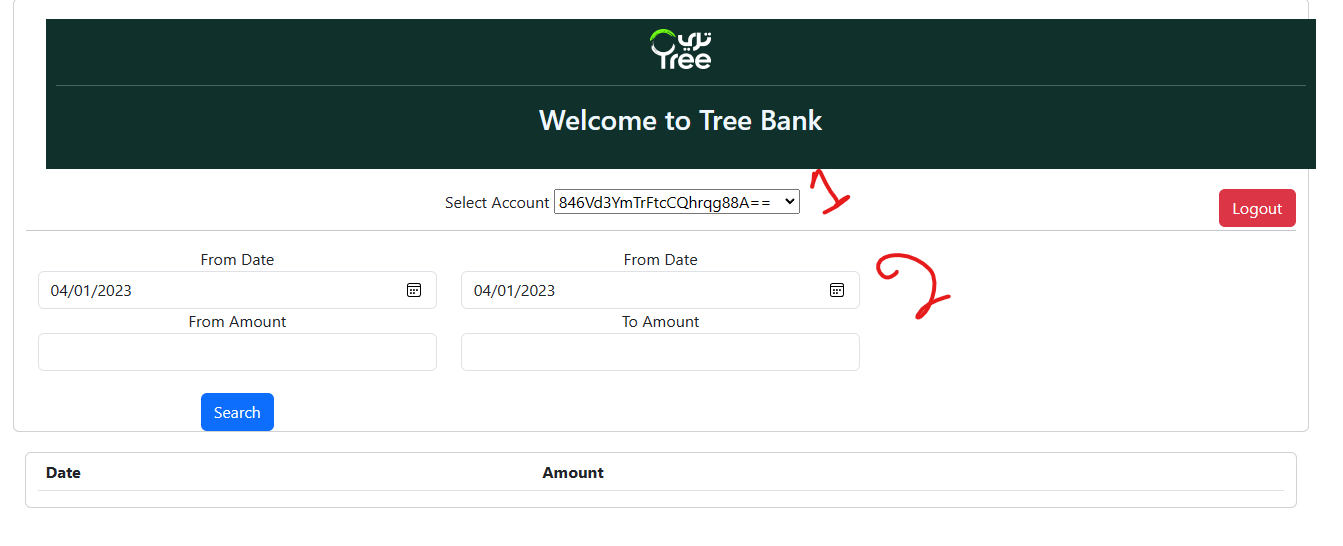 تري
Tree
Welcome to Tree Bank
1
Select Account 846Vd3YmTrFtcCQhrqg88A==
Logout
From Date From Date
2
04/01/2023 04/01/2023
From Amount To Amount
Search
Date Amount